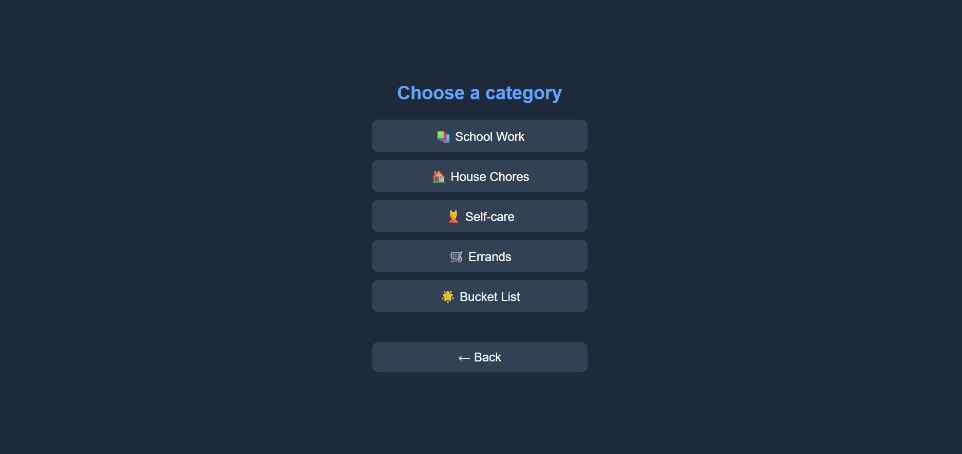 Choose a category
📚 School Work
🏠 House Chores
💆 Self-care
🛒 Errands
🌟 Bucket List
← Back